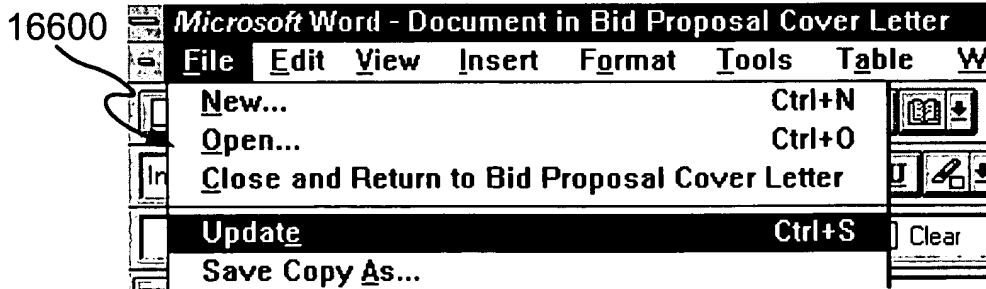 16600
Microsoft Word - Document in Bid Proposal Cover Letter
File Edit View Insert Format Tools Table W
New... Ctrl+N
Open... Ctrl+O
In
Close and Return to Bid Proposal Cover Letter U
Update Ctrl+S Clear
Save Copy As...